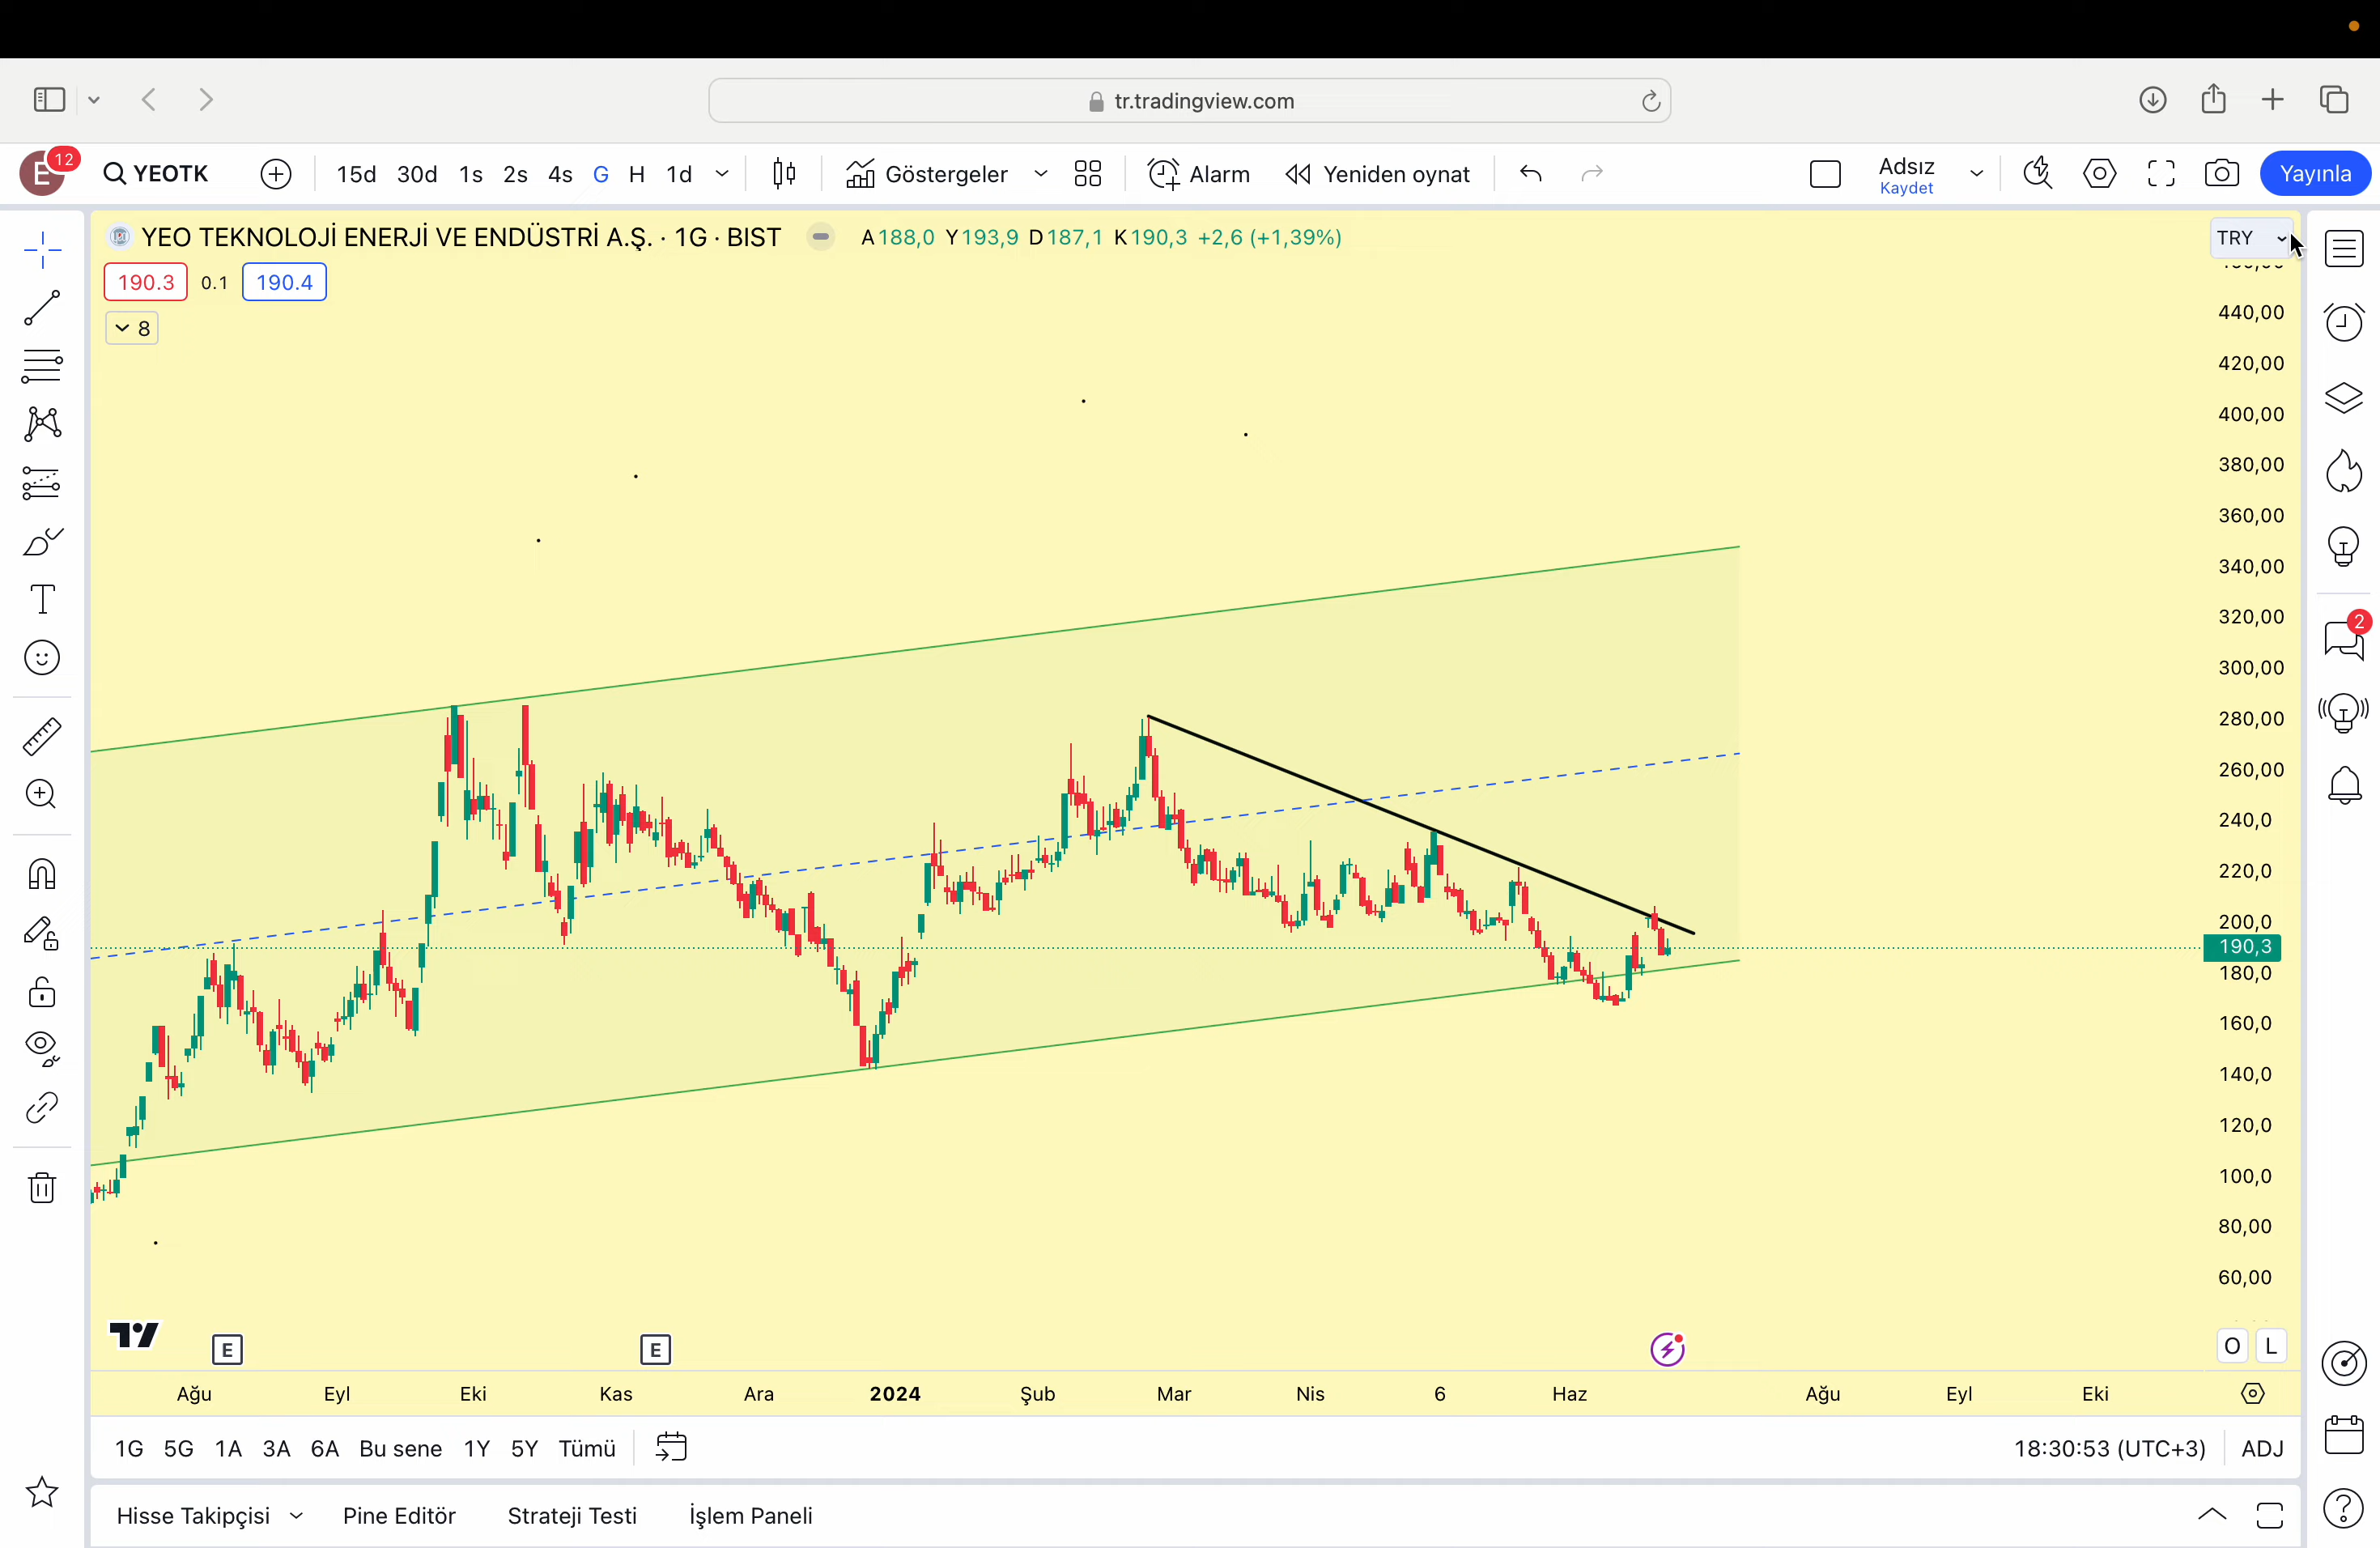 tr.tradingview.com
E 12 YEOTK 15d 30d 1s 2s 4s G H 1d Göstergeler Alarm Yeniden oynat Adsız Yayınla
Kaydet
YEO TEKNOLOJİ ENERJİ VE ENDÜSTRİ A.Ş. · 1G · BIST A188,0 Y193,9 D187,1 K190,3 +2,6 (+1,39%) TRY
190.3 0.1 190.4
8
440,00
420,00
400,00
380,00
360,00
340,00
320,00
2
300,00
280,00
260,00
240,0
220,0
200,0
190,3
180,0
160,0
140,0
120,0
100,0
80,00
60,00
E E O L
Ağu Eyl Eki Kas Ara 2024 Şub Mar Nis 6 Haz Ağu Eyl Eki
1G 5G 1A 3A 6A Bu sene 1Y 5Y Tümü 18:30:53 (UTC+3) ADJ
Hisse Takipçisi Pine Editör Strateji Testi İşlem Paneli